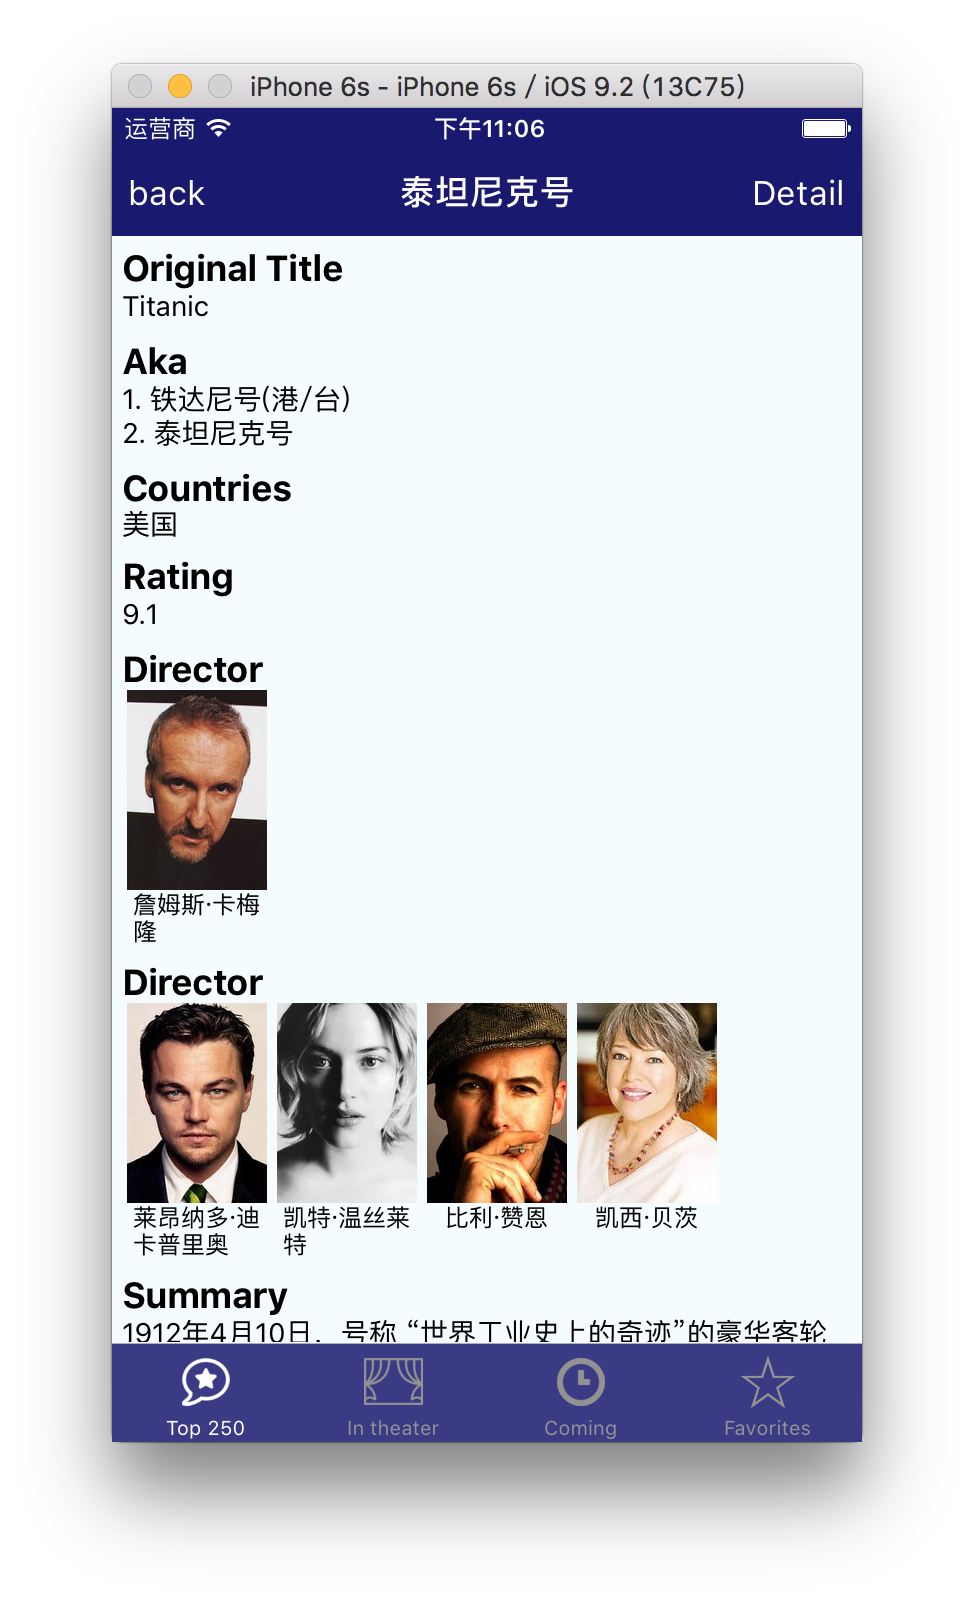 iPhone 6s - iPhone 6s / iOS 9.2 (13C75)
运营商 下午11:06
back 泰坦尼克号 Detail
Original Title
Titanic
Aka
1. 铁达尼号(港/台)
2. 泰坦尼克号
Countries
美国
Rating
9.1
Director
詹姆斯·卡梅
隆
Director
莱昂纳多·迪 凯特·温丝莱 比利·赞恩 凯西·贝茨
卡普里奥 特
Summary
1912年4月10日，号称 “世界工业史上的奇迹”的豪华客轮
Top 250 In theater Coming Favorites